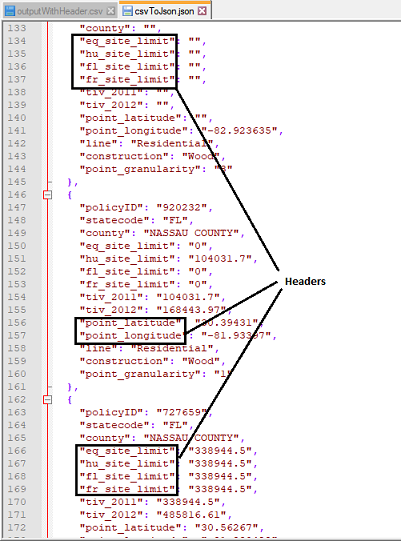 outputWithHeader.csv csvToJson.json
133 "county": "",
134 "eq_site_limit": "",
135 "hu_site_limit": "",
136 "fl_site_limit": "",
137 "fr_site_limit": "",
138 "tiv_2011": "",
139 "tiv_2012": "",
140 "point_latitude": "",
141 "point_longitude": "-82.923635",
142 "line": "Residential",
143 "construction": "Wood",
144 "point_granularity": "3"
145 },
146 {
147 "policyID": "920232",
148 "statecode": "FL",
149 "county": "NASSAU COUNTY",
150 "eq_site_limit": "0",
151 "hu_site_limit": "104031.7",
152 "fl_site_limit": "0",
Headers
153 "fr_site_limit": "0",
154 "tiv_2011": "104031.7",
155 "tiv_2012": "168443.97",
156 "point_latitude": "30.39431",
157 "point_longitude": "-81.93397",
158 "line": "Residential",
159 "construction": "Wood",
160 "point_granularity": "1"
161 },
162 {
163 "policyID": "727659",
164 "statecode": "FL",
165 "county": "NASSAU COUNTY",
166 "eq_site_limit": "338944.5",
167 "hu_site_limit": "338944.5",
168 "fl_site_limit": "338944.5",
169 "fr_site_limit": "338944.5",
170 "tiv_2011": "338944.5",
171 "tiv_2012": "485816.61",
172 "point_latitude": "30.56267",